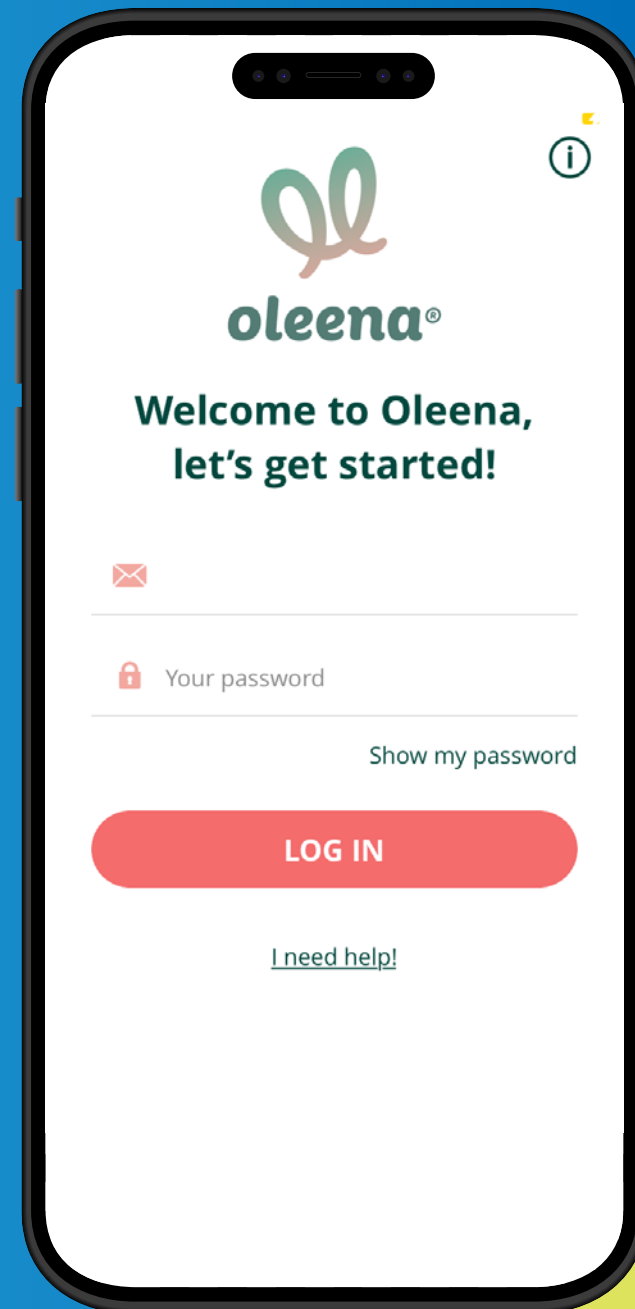 oleena®
Welcome to Oleena,
let’s get started!
Your password
Show my password
LOG IN
I need help!